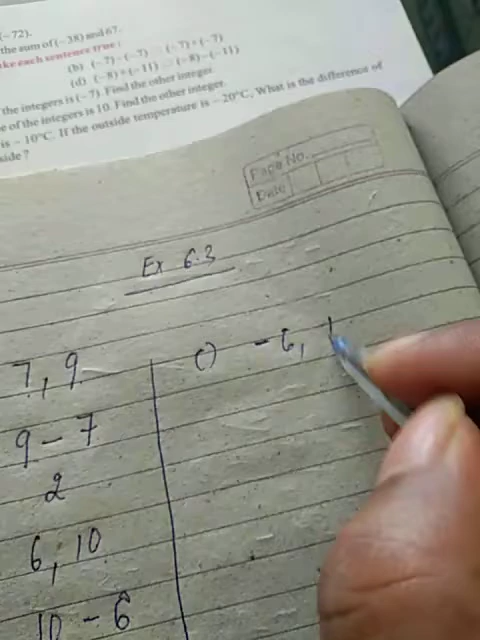 (−72).
the sum of (−38) and 67.
ake each sentence true :
(b) (−7) − (−7) (−7) + (−7)
(d) (−8) + (−11) (−8) − (−11)
the integers is (−7). Find the other integer.
e of the integers is 10. Find the other integer.
is − 10°C. If the outside temperature is − 20°C, What is the difference of
side ?
Page No.
Date
Ex 6.3
7, 9
9 − 7
2
6, 10
10 − 6
c) −6,